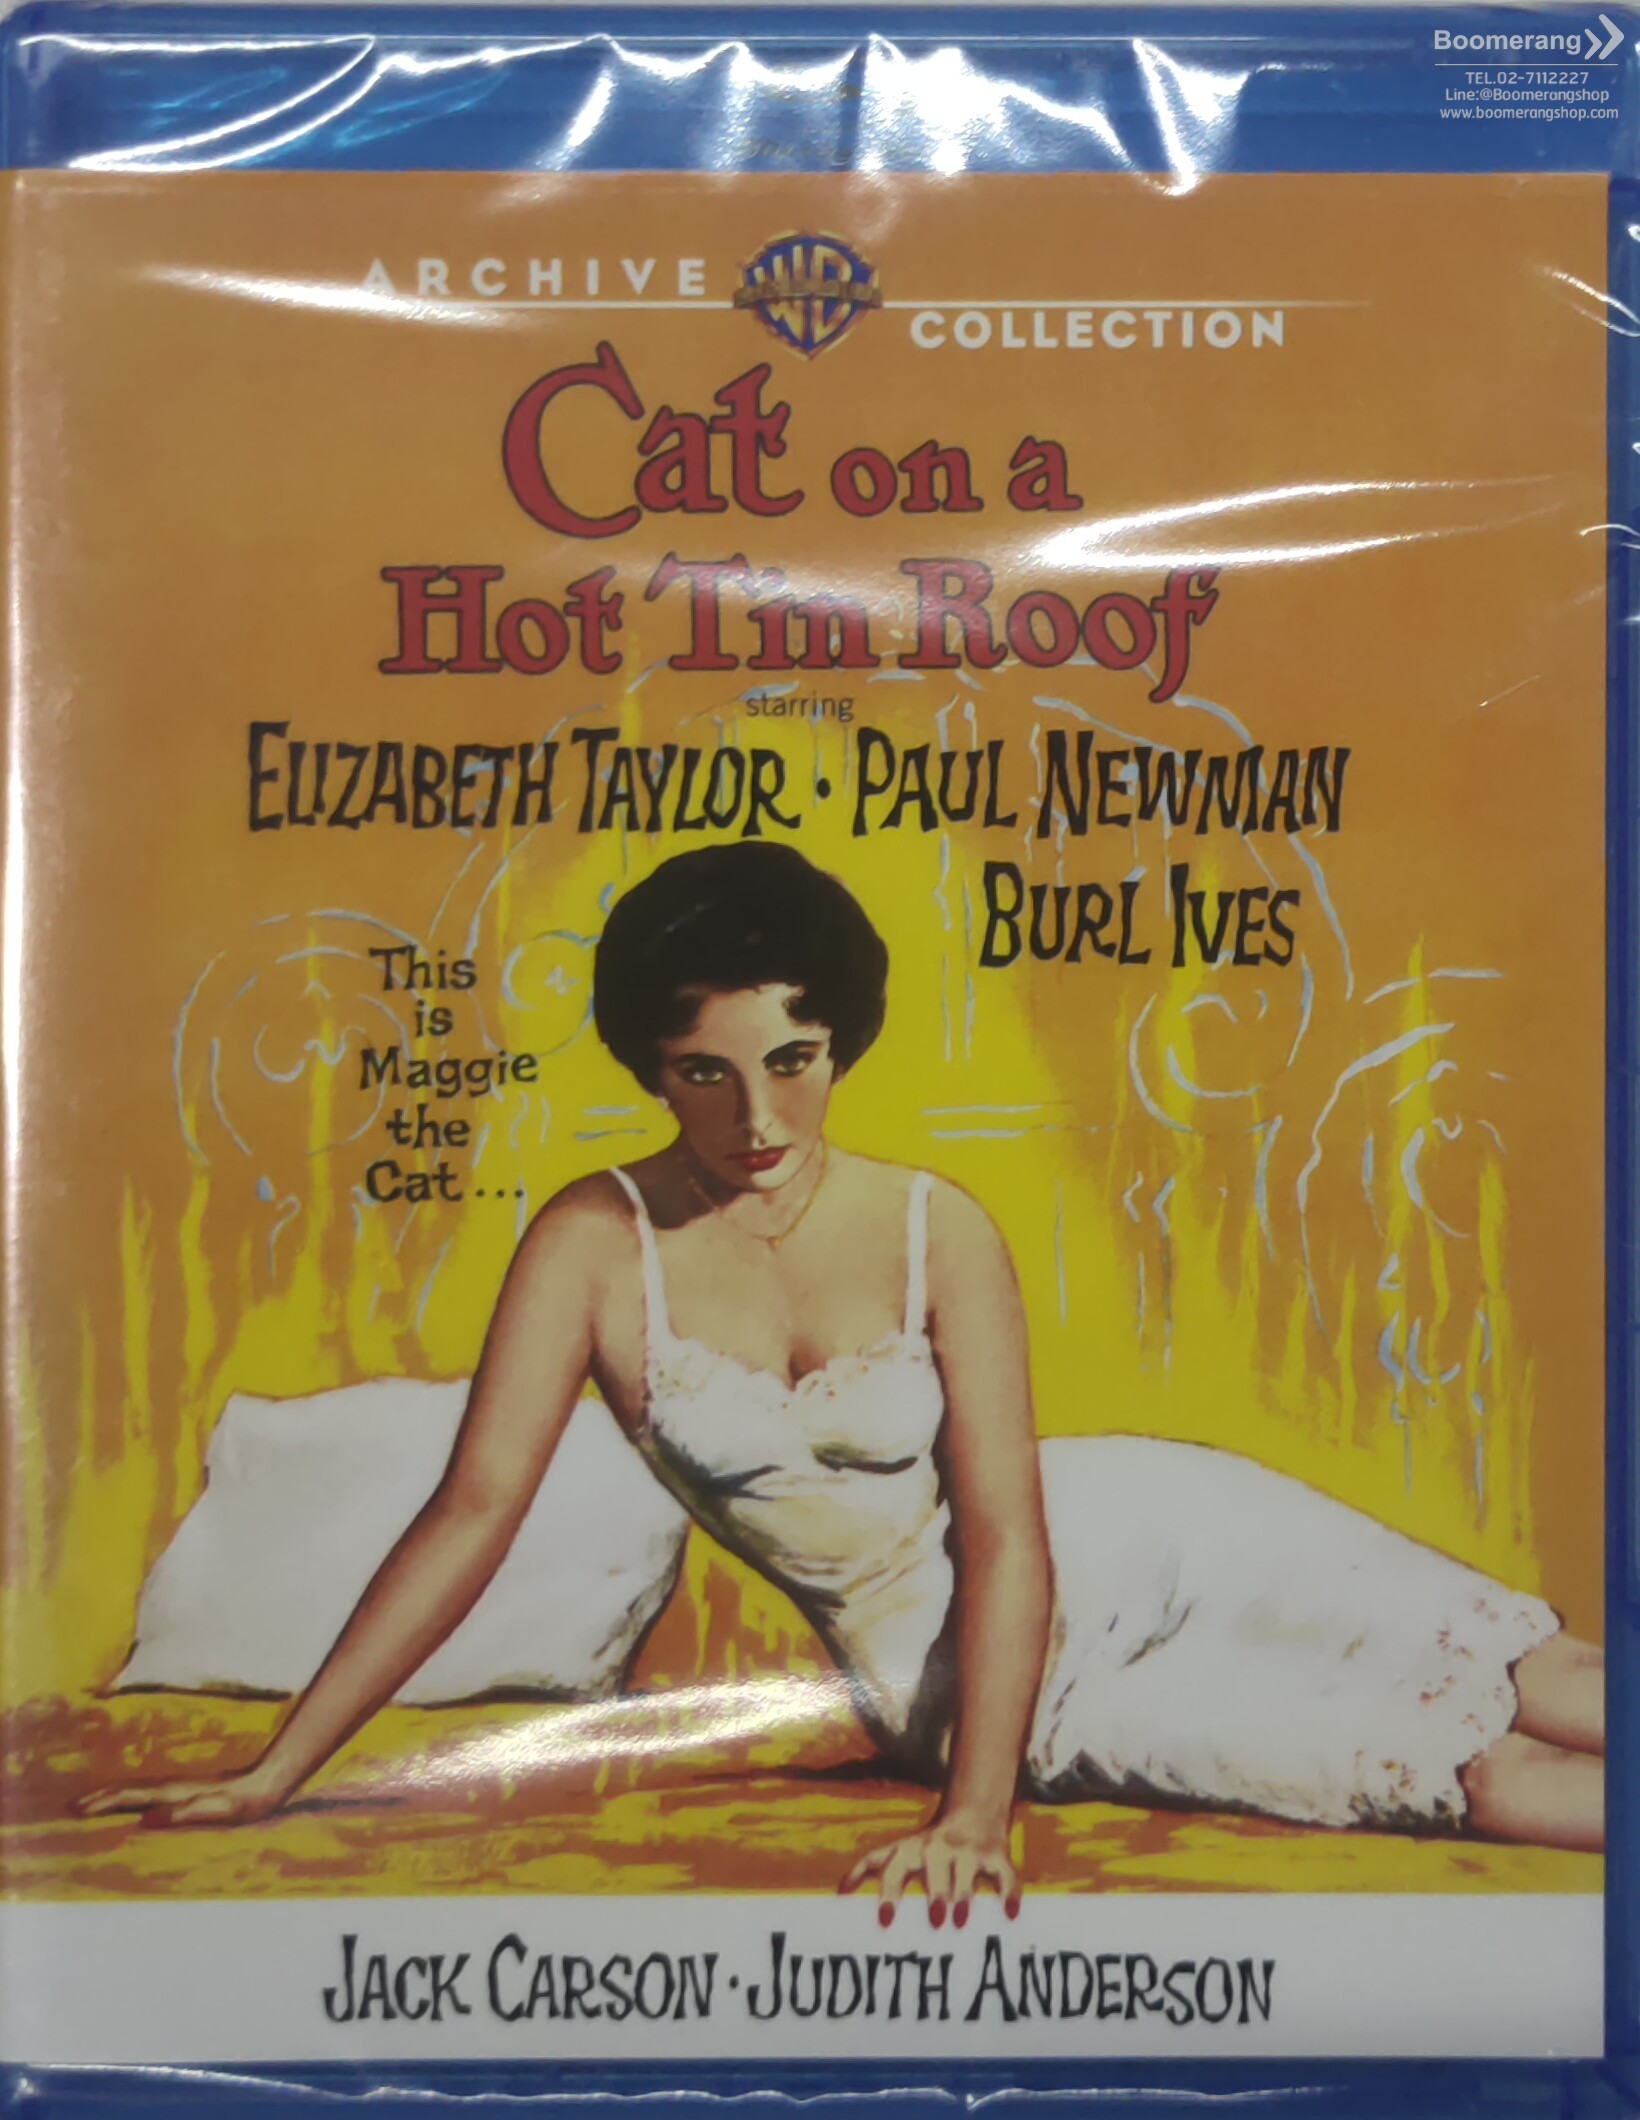 Boomerang
TEL.02-7112227
Line:@Boomerangshop
www.boomerangshop.com
ARCHIVE WB COLLECTION
Cat on a
Hot Tin Roof
starring
ELIZABETH TAYLOR · PAUL NEWMAN
BURL IVES
This
is
Maggie
the
Cat...
JACK CARSON · JUDITH ANDERSON